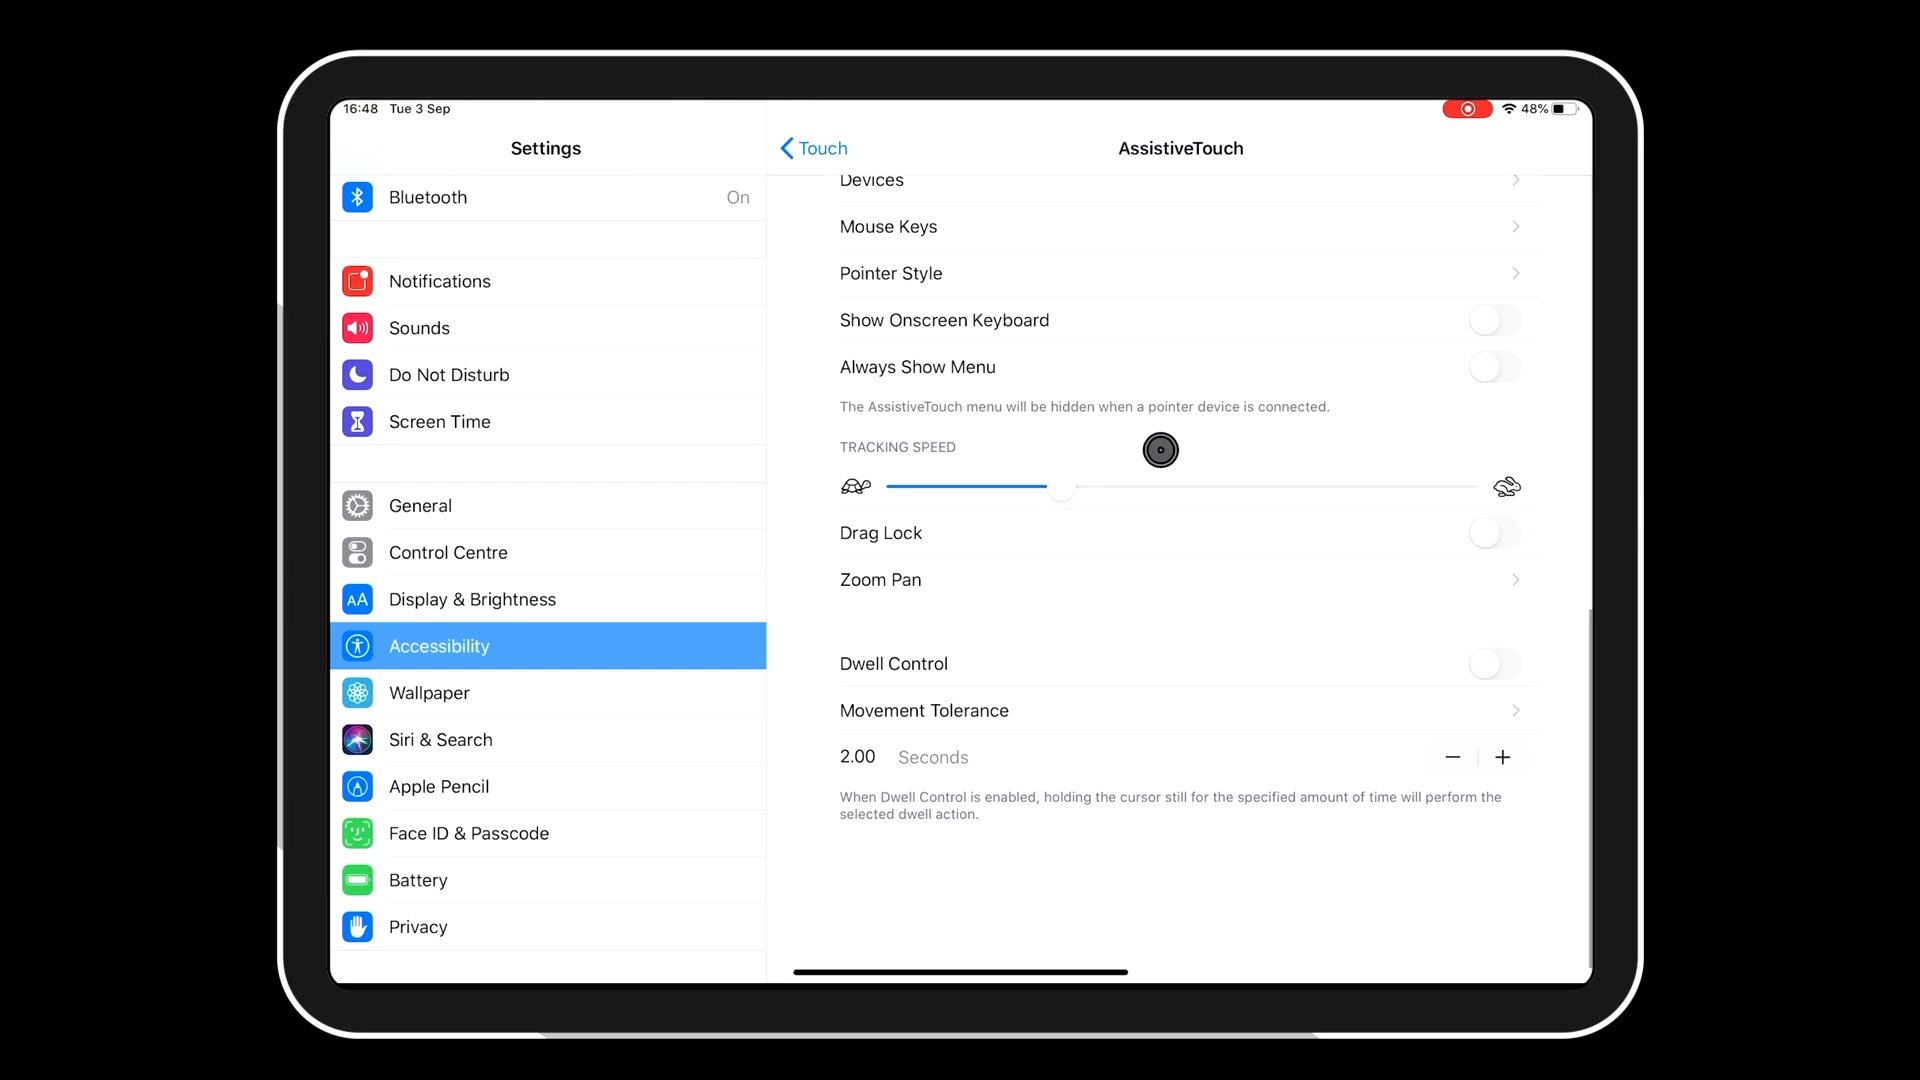 16:48 Tue 3 Sep
48%
Settings
Bluetooth On
Notifications
Sounds
Do Not Disturb
Screen Time
General
Control Centre
AA Display & Brightness
Accessibility
Wallpaper
Siri & Search
Apple Pencil
Face ID & Passcode
Battery
Privacy
Touch
AssistiveTouch
Devices
Mouse Keys
Pointer Style
Show Onscreen Keyboard
Always Show Menu
The AssistiveTouch menu will be hidden when a pointer device is connected.
TRACKING SPEED
Drag Lock
Zoom Pan
Dwell Control
Movement Tolerance
2.00 Seconds
When Dwell Control is enabled, holding the cursor still for the specified amount of time will perform the
selected dwell action.